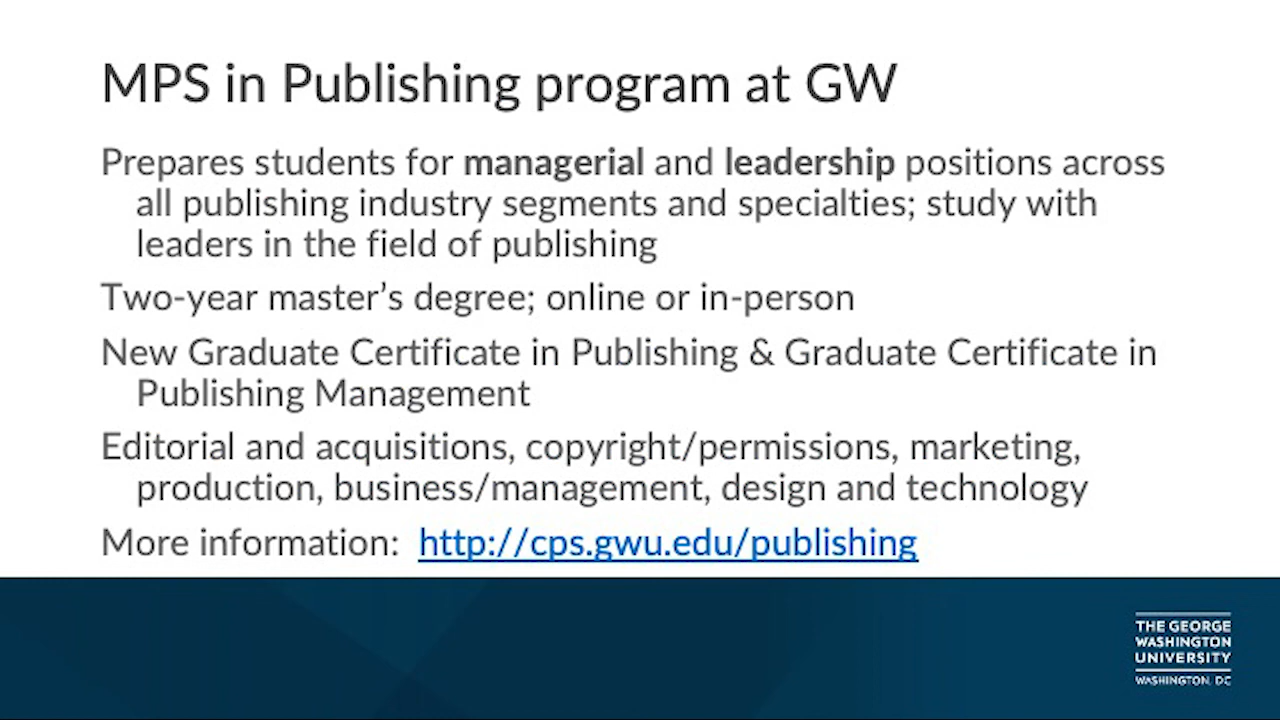 MPS in Publishing program at GW
Prepares students for managerial and leadership positions across
all publishing industry segments and specialties; study with
leaders in the field of publishing
Two-year master’s degree; online or in-person
New Graduate Certificate in Publishing & Graduate Certificate in
Publishing Management
Editorial and acquisitions, copyright/permissions, marketing,
production, business/management, design and technology
More information: http://cps.gwu.edu/publishing
THE GEORGE
WASHINGTON
UNIVERSITY
WASHINGTON, DC